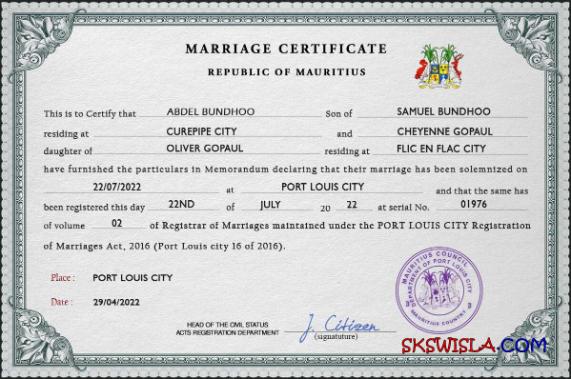 MARRIAGE CERTIFICATE
REPUBLIC OF MAURITIUS
This is to Certify that ABDEL BUNDHOO Son of SAMUEL BUNDHOO
residing at CUREPIPE CITY and CHEYENNE GOPAUL
daughter of OLIVER GOPAUL residing at FLIC EN FLAC CITY
have furnished the particulars in Memorandum declaring that their marriage has been solemnized on
22/07/2022 at PORT LOUIS CITY and that the same has
been registered this day 22ND of JULY 20 22 at serial No. 01976
of volume 02 of Registrar of Marriages maintained under the PORT LOUIS CITY Registration
of Marriages Act, 2016 (Port Louis city 16 of 2016).
Place : PORT LOUIS CITY
Date : 29/04/2022
MAURITIUS COUNCIL
DEPARTMENT OF PORT LOUIS CITY
MAURITIUS COUNTRY
HEAD OF THE CIVIL STATUS
ACTS REGISTRATION DEPARTMENT
J. Citizen
(signatuture)
SKSWISLA.COM